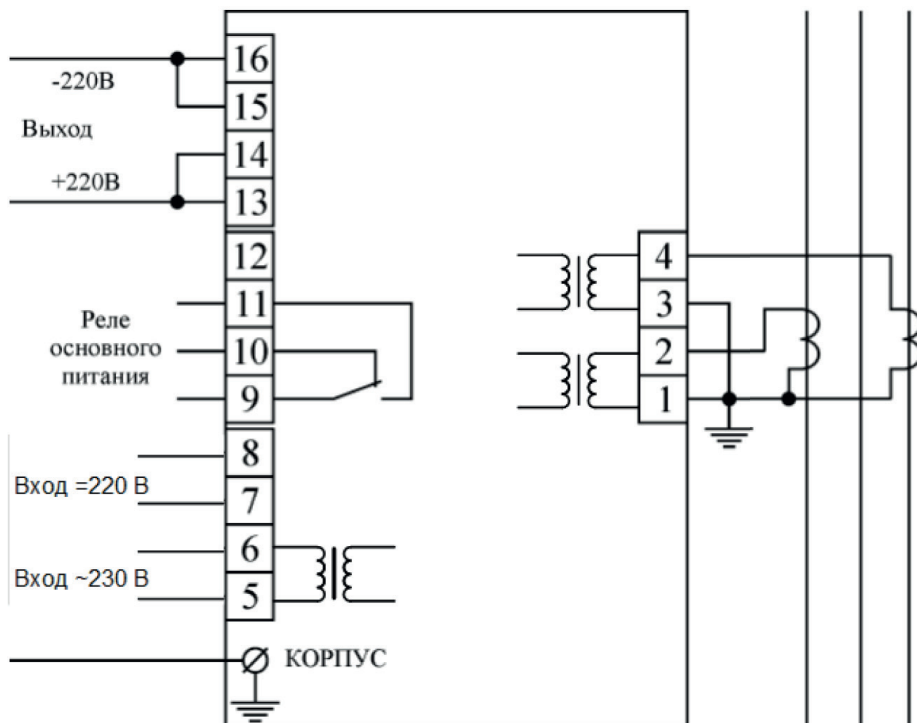 16
-220В
15
Выход
14
+220В
13
12
4
11
3
Реле
основного
питания
10
2
9
1
8
Вход =220 В
7
6
Вход ~230 В
5
КОРПУС